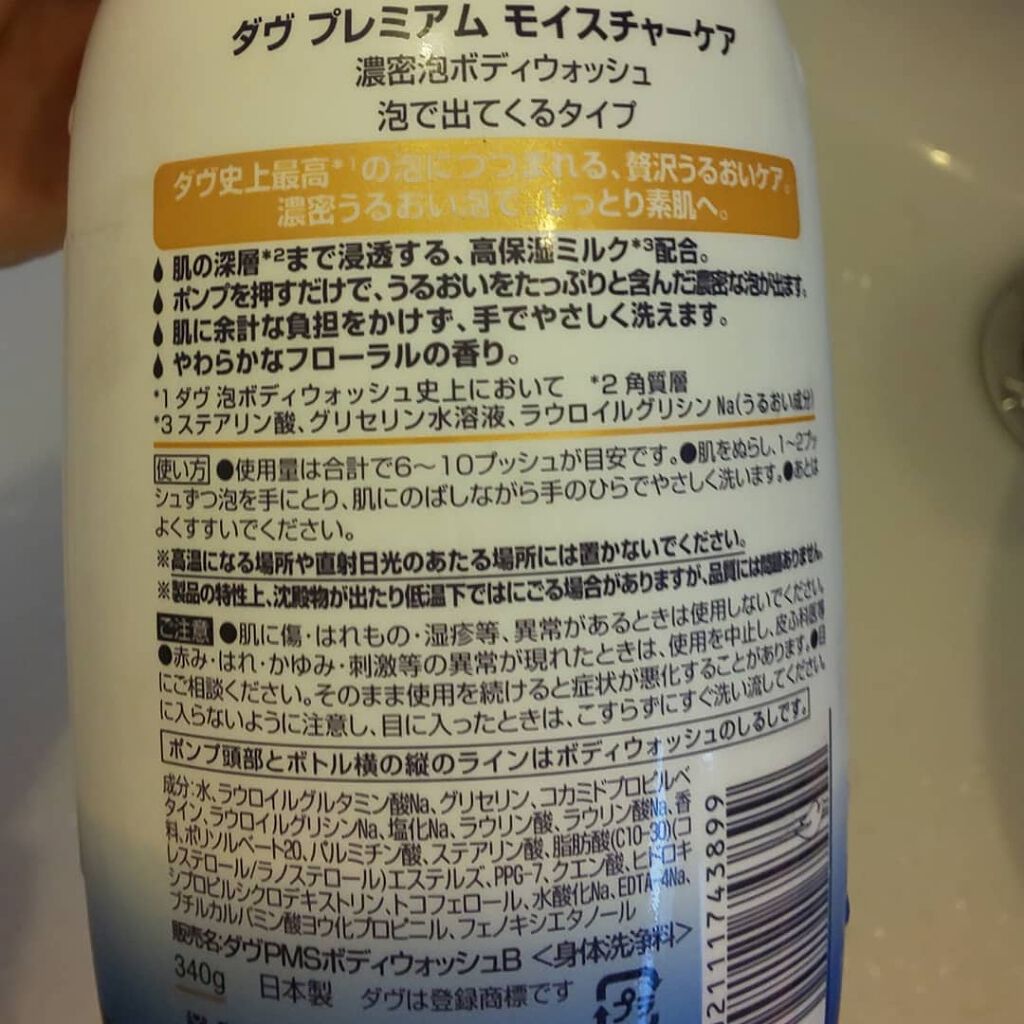 ダヴ プレミアム モイスチャーケア
濃密泡ボディウォッシュ
泡で出てくるタイプ
ダヴ史上最高*1の泡につつまれる、贅沢うるおいケア。
濃密うるおい泡で、しっとり素肌へ。
肌の深層*2まで浸透する、高保湿ミルク*3配合。
ポンプを押すだけで、うるおいをたっぷりと含んだ濃密な泡が出ます。
肌に余計な負担をかけず、手でやさしく洗えます。
やわらかなフローラルの香り。
*1 ダヴ 泡ボディウォッシュ史上において *2 角質層
*3 ステアリン酸、グリセリン水溶液、ラウロイルグリシンNa(うるおい成分)
使い方 ●使用量は合計で6〜10プッシュが目安です。●肌をぬらし、1〜2プッ
シュずつ泡を手にとり、肌にのばしながら手のひらでやさしく洗います。●あとは
よくすすいでください。
※高温になる場所や直射日光のあたる場所には置かないでください。
※製品の特性上、沈殿物が出たり低温下ではにごる場合がありますが、品質には問題ありません。
ご注意 ●肌に傷・はれもの・湿疹等、異常があるときは使用しないでください。
●赤み・はれ・かゆみ・刺激等の異常が現れたときは、使用を中止し、皮ふ科医等
にご相談ください。そのまま使用を続けると症状が悪化することがあります。●目
に入らないように注意し、目に入ったときは、こすらずにすぐ洗い流してください。
ポンプ頭部とボトル横の縦のラインはボディウォッシュのしるしです。
成分:水、ラウロイルグルタミン酸Na、グリセリン、コカミドプロピルベ
タイン、ラウロイルグリシンNa、塩化Na、ラウリン酸、ラウリン酸Na、香
料、ポリソルベート20、パルミチン酸、ステアリン酸、脂肪酸(C10-30)(コ
レステロール/ラノステロール)エステルズ、PPG-7、クエン酸、ヒドロキ
シプロピルシクロデキストリン、トコフェロール、水酸化Na、EDTA-4Na、
ブチルカルバミン酸ヨウ化プロピニル、フェノキシエタノール
販売名:ダヴPMSボディウォッシュB <身体洗浄料>
340g 日本製 ダヴは登録商標です
プ
02111743899